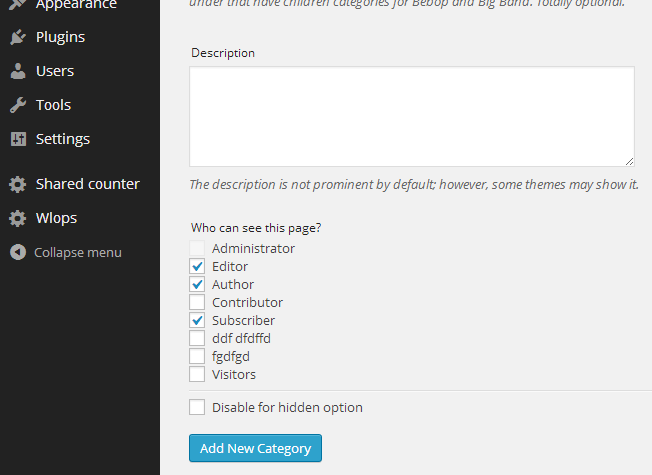 Appearance
Plugins
Users
Tools
Settings
Shared counter
Wlops
Collapse menu
under that have children categories for Bebop and Big Band. Totally optional.
Description
The description is not prominent by default; however, some themes may show it.
Who can see this page?
Administrator
Editor
Author
Contributor
Subscriber
ddf dfdffd
fgdfgd
Visitors
Disable for hidden option
Add New Category